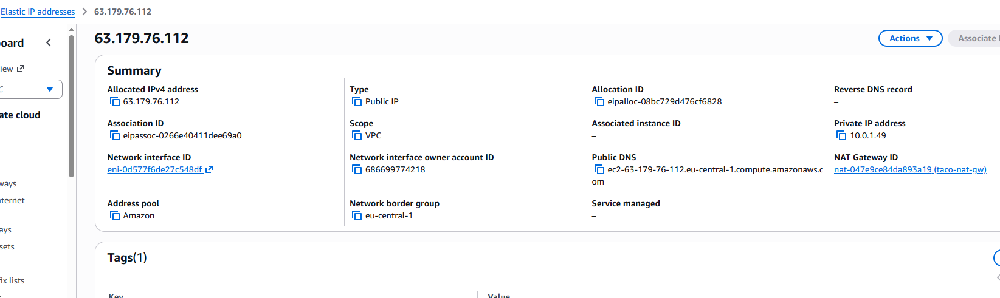 Elastic IP addresses > 63.179.76.112
oard
63.179.76.112
Actions
Associate
iew
Summary
Allocated IPv4 address
63.179.76.112
Type
Public IP
Allocation ID
eipalloc-08bc729d476cf6828
Reverse DNS record
–
ate cloud
Association ID
eipassoc-0266e40411dee69a0
Scope
VPC
Associated instance ID
–
Private IP address
10.0.1.49
Network interface ID
eni-0d577f6de27c548df
Network interface owner account ID
686699774218
Public DNS
ec2-63-179-76-112.eu-central-1.compute.amazonaws.c
om
NAT Gateway ID
nat-047e9ce84da893a19 (taco-nat-gw)
ways
nternet
Address pool
Amazon
Network border group
eu-central-1
Service managed
–
ays
sets
Tags(1)
fix lists
Key
Value